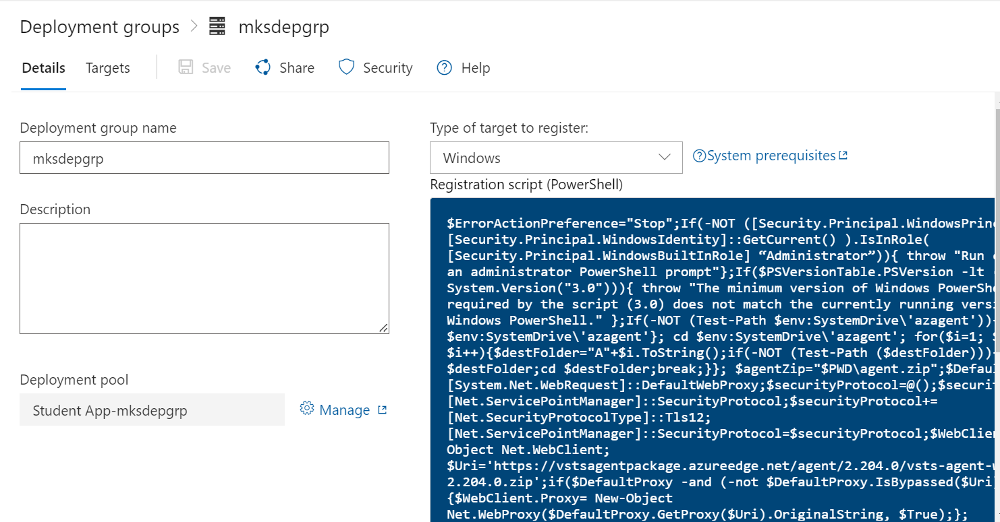 Deployment groups > mksdepgrp
Details Targets Save Share Security Help
Deployment group name
mksdepgrp
Description
Deployment pool
Student App-mksdepgrp
Manage
Type of target to register:
Windows
System prerequisites
Registration script (PowerShell)
$ErrorActionPreference="Stop";If(-NOT ([Security.Principal.WindowsPrin
[Security.Principal.WindowsIdentity]::GetCurrent() ).IsInRole(
[Security.Principal.WindowsBuiltInRole] “Administrator”)){ throw "Run
an administrator PowerShell prompt"};If($PSVersionTable.PSVersion -lt
System.Version("3.0"))){ throw "The minimum version of Windows PowerShe
required by the script (3.0) does not match the currently running versi
Windows PowerShell." };If(-NOT (Test-Path $env:SystemDrive\'azagent')){
$env:SystemDrive\'azagent'}; cd $env:SystemDrive\'azagent'; for($i=1;
$i++){$destFolder="A"+$i.ToString();if(-NOT (Test-Path ($destFolder))){
$destFolder;cd $destFolder;break;}}; $agentZip="$PWD\agent.zip";$Defau
[System.Net.WebRequest]::DefaultWebProxy;$securityProtocol=@();$securit
[Net.ServicePointManager]::SecurityProtocol;$securityProtocol+=
[Net.SecurityProtocolType]::Tls12;
[Net.ServicePointManager]::SecurityProtocol=$securityProtocol;$WebClien
Object Net.WebClient;
$Uri='https://vstsagentpackage.azureedge.net/agent/2.204.0/vsts-agent-w
2.204.0.zip';if($DefaultProxy -and (-not $DefaultProxy.IsBypassed($Uri)
{$WebClient.Proxy= New-Object
Net.WebProxy($DefaultProxy.GetProxy($Uri).OriginalString, $True);};